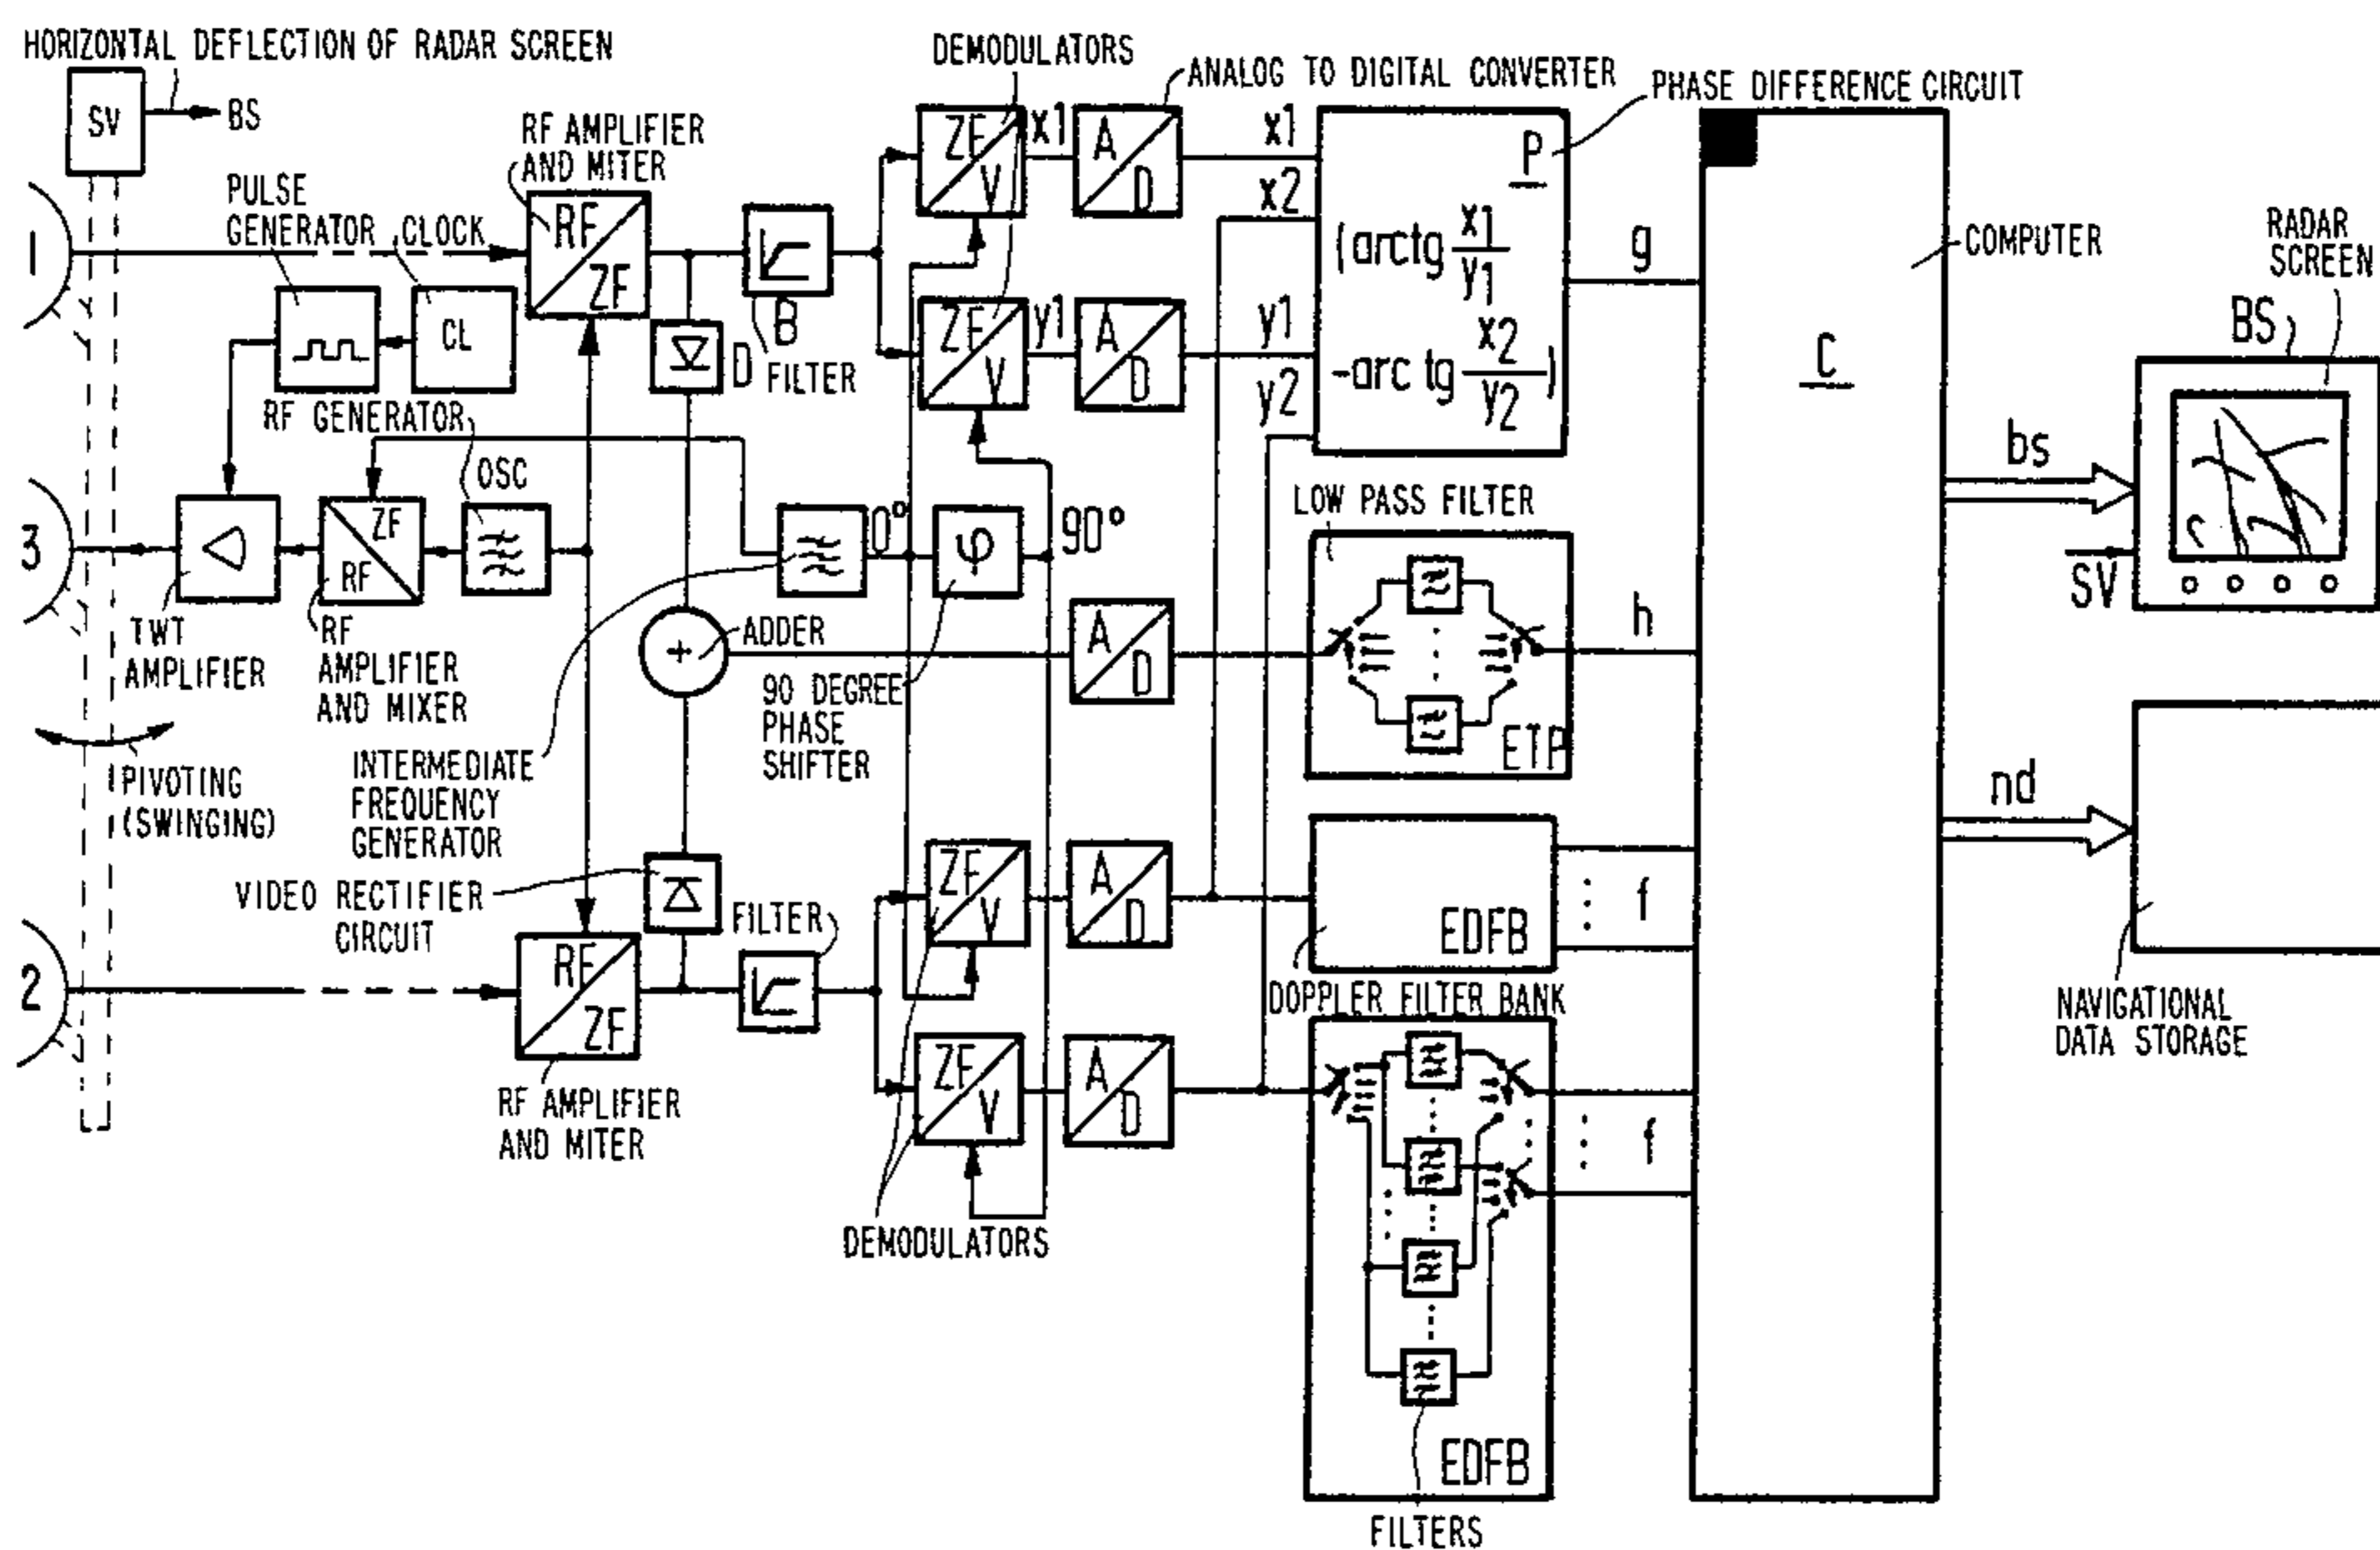 HORIZONTAL DEFLECTION OF RADAR SCREEN
SV
BS
DEMODULATORS
ANALOG TO DIGITAL CONVERTER
PHASE DIFFERENCE CIRCUIT
RF AMPLIFIER
AND MITER
PULSE
GENERATOR
CLOCK
1
RF
ZF
CL
D
B
FILTER
ZF
V
x1
A
D
x1
x2
P
(arctg x1
y1
ZF
V
y1
A
D
y1
y2
-arc tg x2
y2)
g
C
COMPUTER
RADAR
SCREEN
BS
bs
SV
RF GENERATOR
OSC
3
ZF
RF
0°
φ
90°
LOW PASS FILTER
TWT
AMPLIFIER
RF
AMPLIFIER
AND MIXER
+
ADDER
A
D
h
ETP
90 DEGREE
PHASE
SHIFTER
INTERMEDIATE
FREQUENCY
GENERATOR
PIVOTING
(SWINGING)
nd
NAVIGATIONAL
DATA STORAGE
VIDEO RECTIFIER
CIRCUIT
FILTER
ZF
V
A
D
EDFB
f
DOPPLER FILTER BANK
2
RF
ZF
RF AMPLIFIER
AND MITER
ZF
V
A
D
f
DEMODULATORS
EDFB
FILTERS